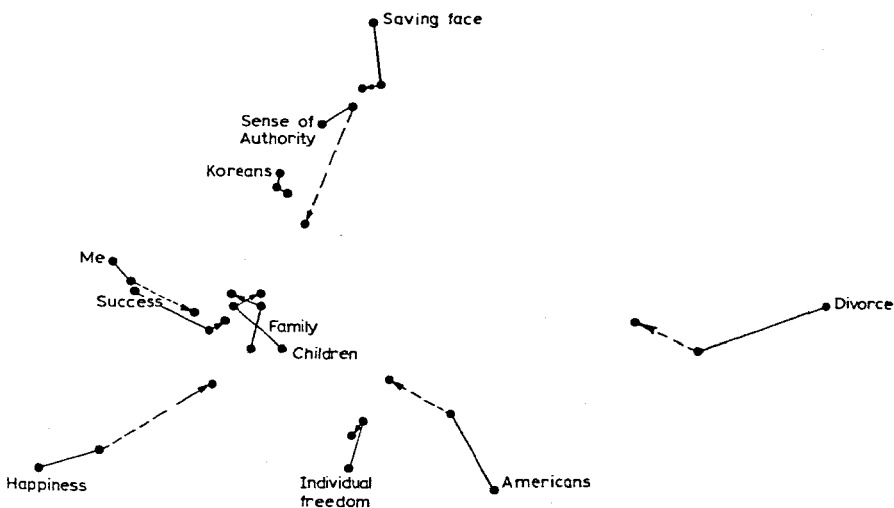 Saving face
Sense of
Authority
Koreans
Me
Success
Family
Children
Divorce
Happiness
Individual
freedom
Americans